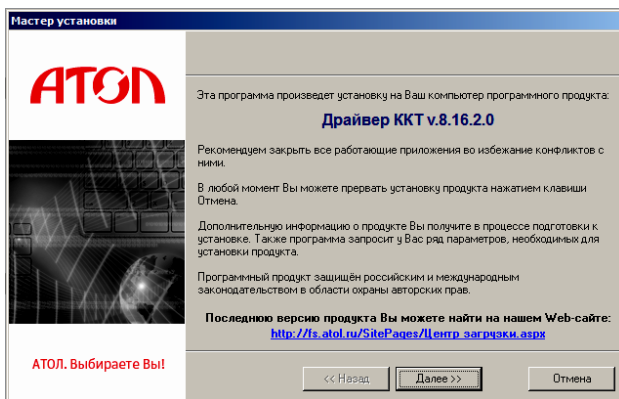 Мастер установки
АТОЛ
Эта программа произведет установку на Ваш компьютер программного продукта:
Драйвер ККТ v.8.16.2.0
Рекомендуем закрыть все работающие приложения во избежание конфликтов с
ними.
В любой момент Вы можете прервать установку продукта нажатием клавиши
Отмена.
Дополнительную информацию о продукте Вы получите в процессе подготовки к
установке. Также программа запросит у Вас ряд параметров, необходимых для
установки продукта.
Программный продукт защищён российским и международным
законодательством в области охраны авторских прав.
Последнюю версию продукта Вы можете найти на нашем Web-сайте:
http://fs.atol.ru/SitePages/Центр загрузки.aspx
АТОЛ. Выбираете Вы!
<< Назад
Далее >>
Отмена